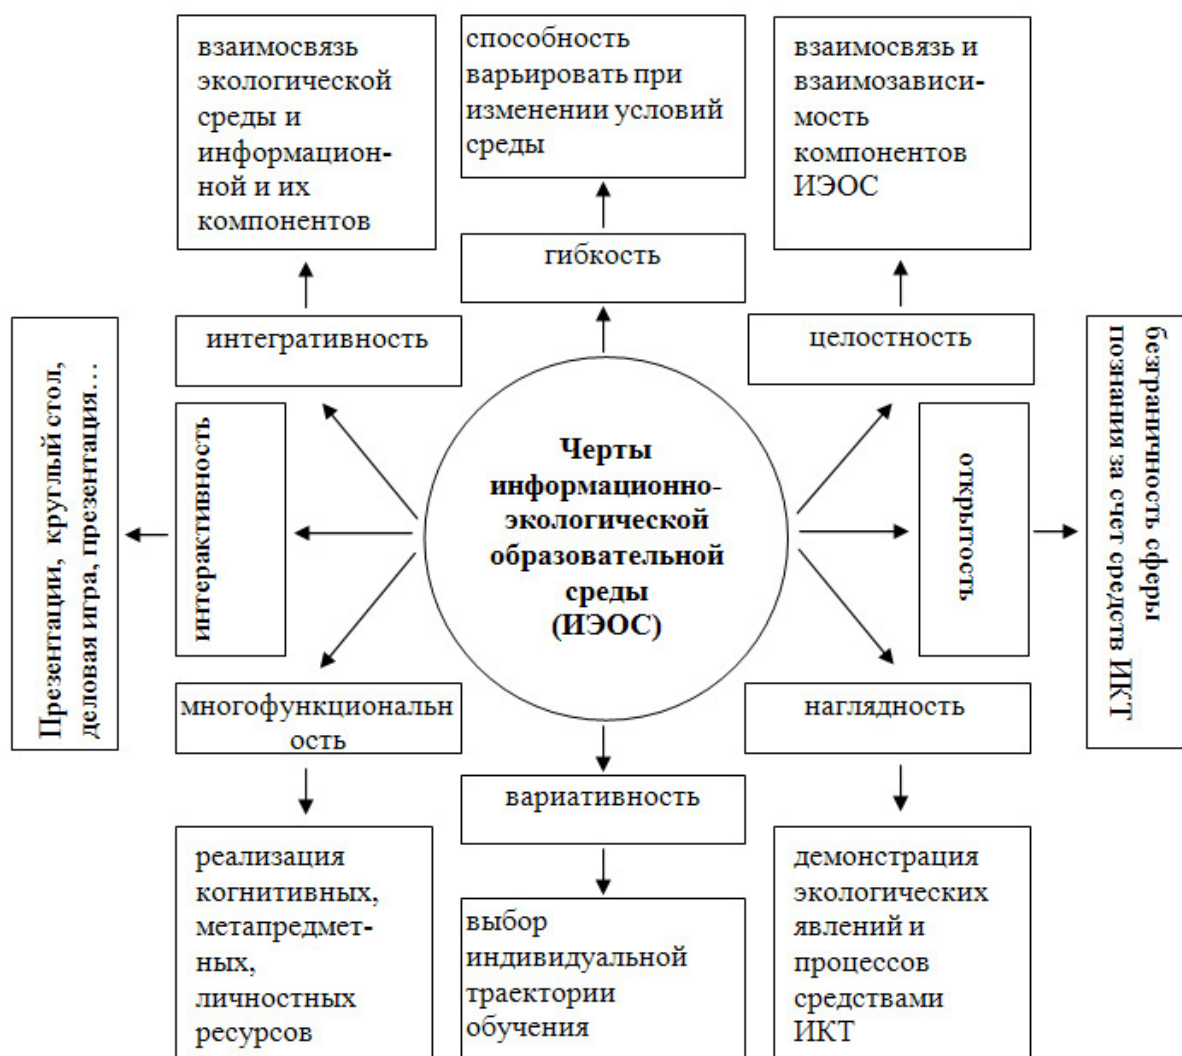 взаимосвязь
экологической
среды и
информацион-
ной и их
компонентов
способность
варьировать при
изменении условий
среды
взаимосвязь и
взаимозависи-
мость
компонентов
ИЭОС
гибкость
интегративность
целостность
Презентации, круглый стол,
деловая игра, презентация…
интерактивность
Черты
информационно-
экологической
образовательной
среды
(ИЭОС)
открытость
безграничность сферы
познания за счет средств ИКТ
многофункциональн
ость
наглядность
вариативность
реализация
когнитивных,
метапредмет-
ных,
личностных
ресурсов
выбор
индивидуальной
траектории
обучения
демонстрация
экологических
явлений и
процессов
средствами
ИКТ